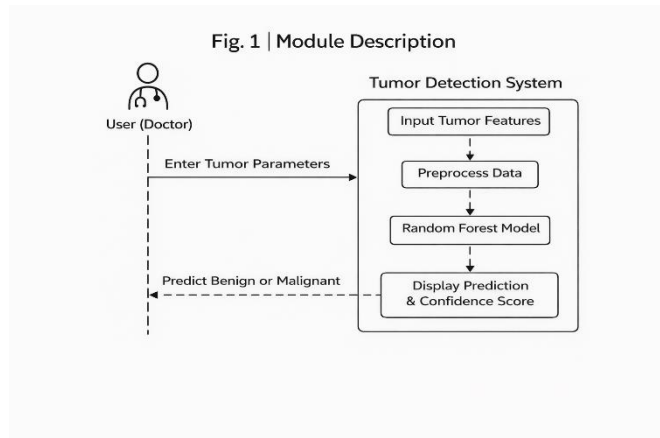 Fig. 1 | Module Description
User (Doctor)
Tumor Detection System
Input Tumor Features
Enter Tumor Parameters
Preprocess Data
Random Forest Model
Predict Benign or Malignant
Display Prediction
& Confidence Score